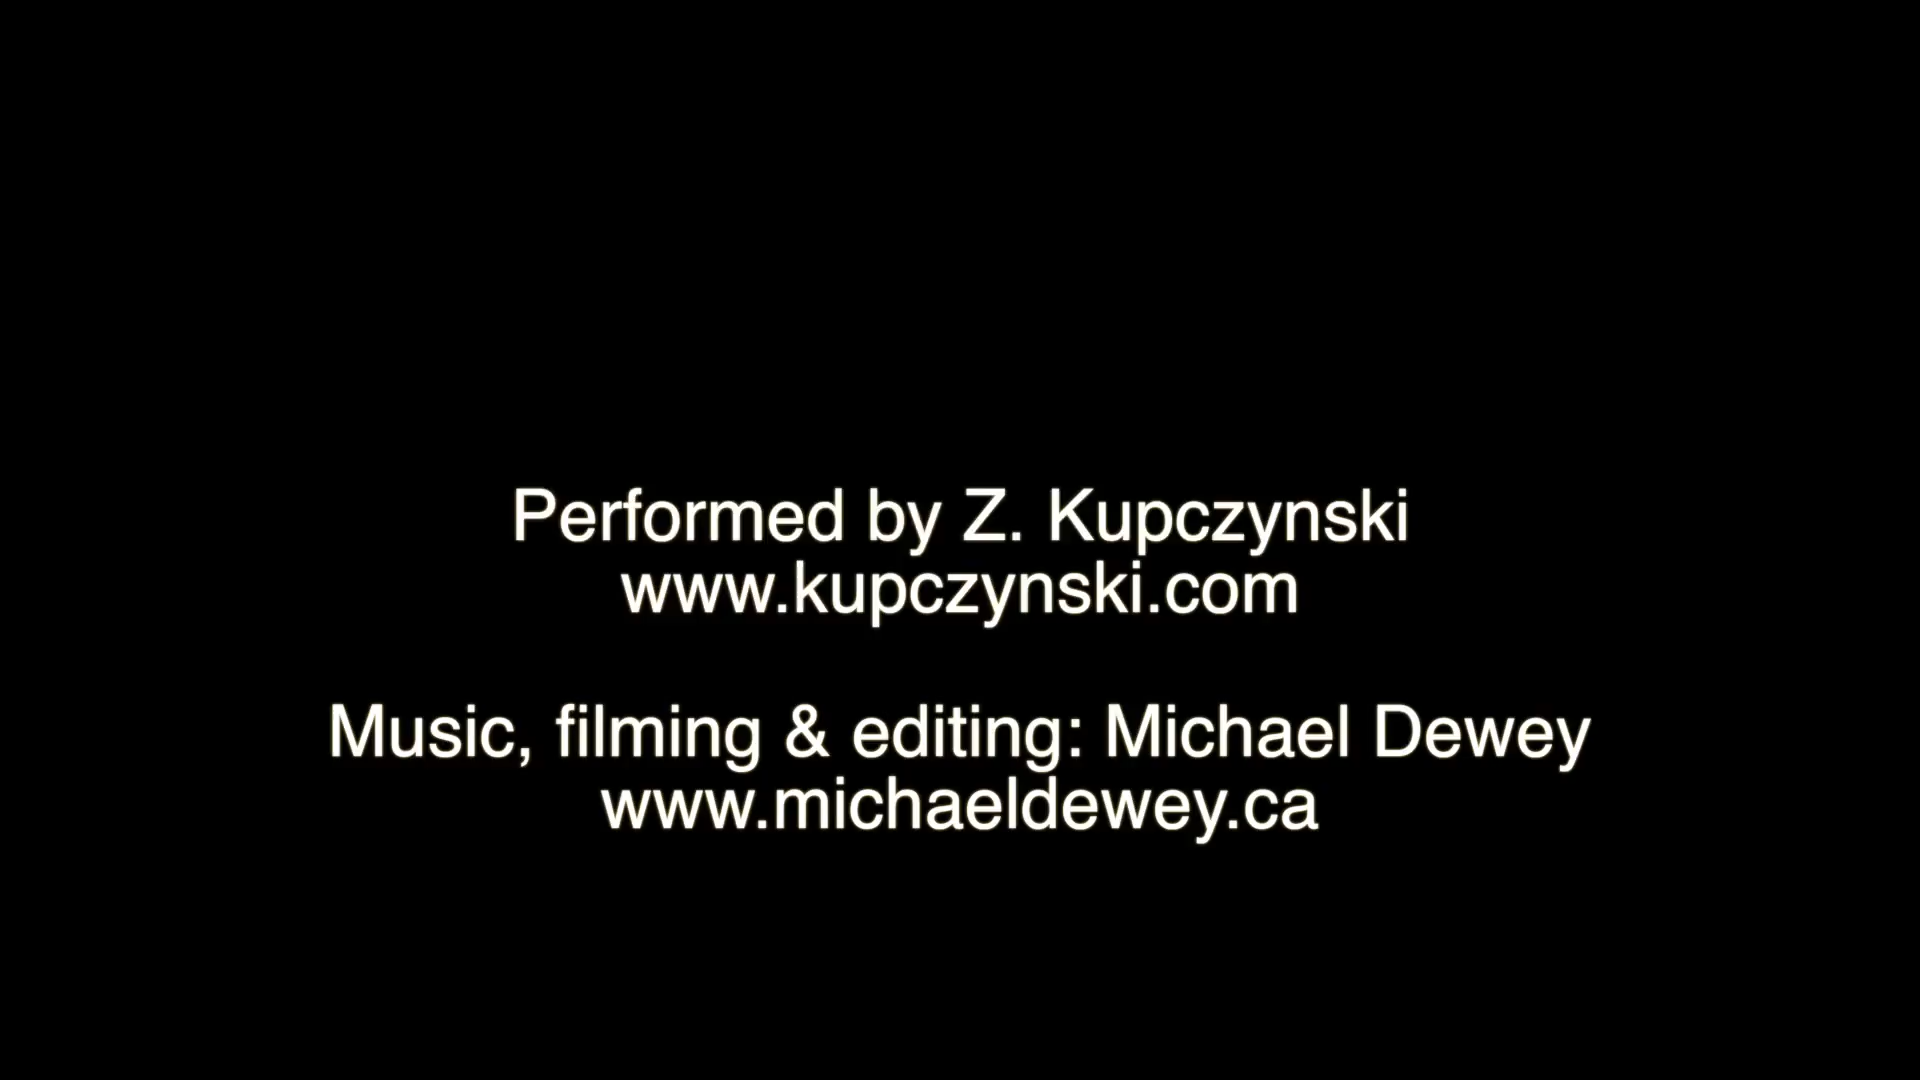 Performed by Z. Kupczynski
www.kupczynski.com
Music, filming & editing: Michael Dewey
www.michaeldewey.ca